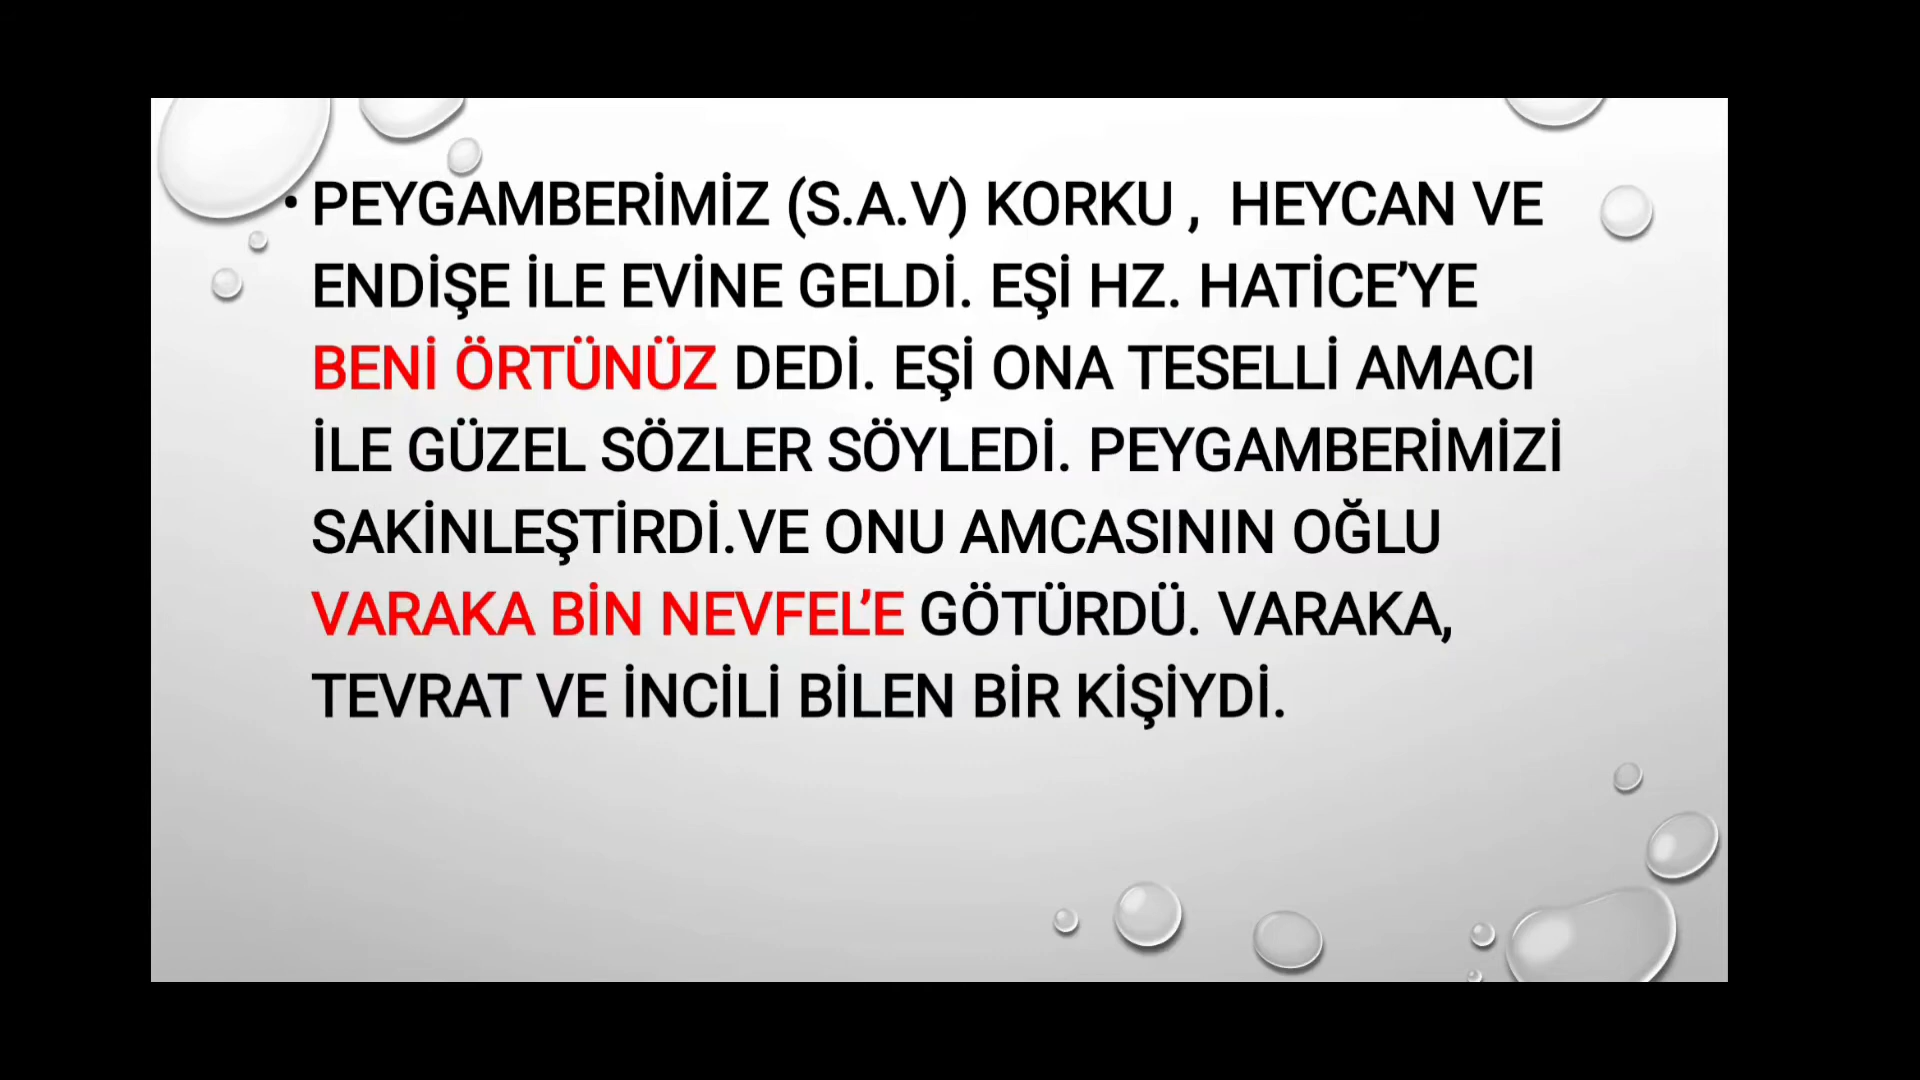 • PEYGAMBERİMİZ (S.A.V) KORKU ,  HEYCAN VE
ENDİŞE İLE EVİNE GELDİ. EŞİ HZ. HATİCE’YE
BENİ ÖRTÜNÜZ DEDİ. EŞİ ONA TESELLİ AMACI
İLE GÜZEL SÖZLER SÖYLEDİ. PEYGAMBERİMİZİ
SAKİNLEŞTİRDİ.VE ONU AMCASININ OĞLU
VARAKA BİN NEVFEL’E GÖTÜRDÜ. VARAKA,
TEVRAT VE İNCİLİ BİLEN BİR KİŞİYDİ.